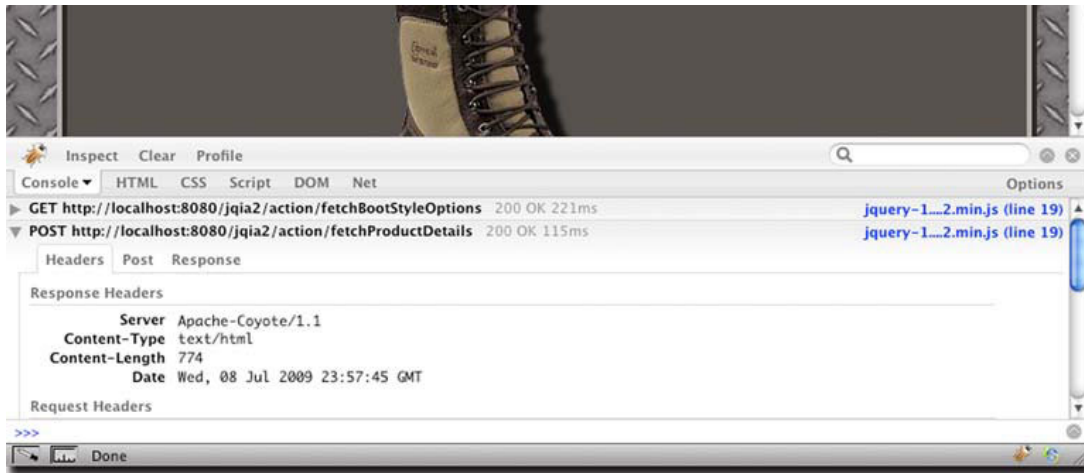 Inspect Clear Profile
Console HTML CSS Script DOM Net Options
GET http://localhost:8080/jqia2/action/fetchBootStyleOptions 200 OK 221ms jquery-1....2.min.js (line 19)
POST http://localhost:8080/jqia2/action/fetchProductDetails 200 OK 115ms jquery-1....2.min.js (line 19)
Headers Post Response
Response Headers
Server Apache-Coyote/1.1
Content-Type text/html
Content-Length 774
Date Wed, 08 Jul 2009 23:57:45 GMT
Request Headers
>>>
Done